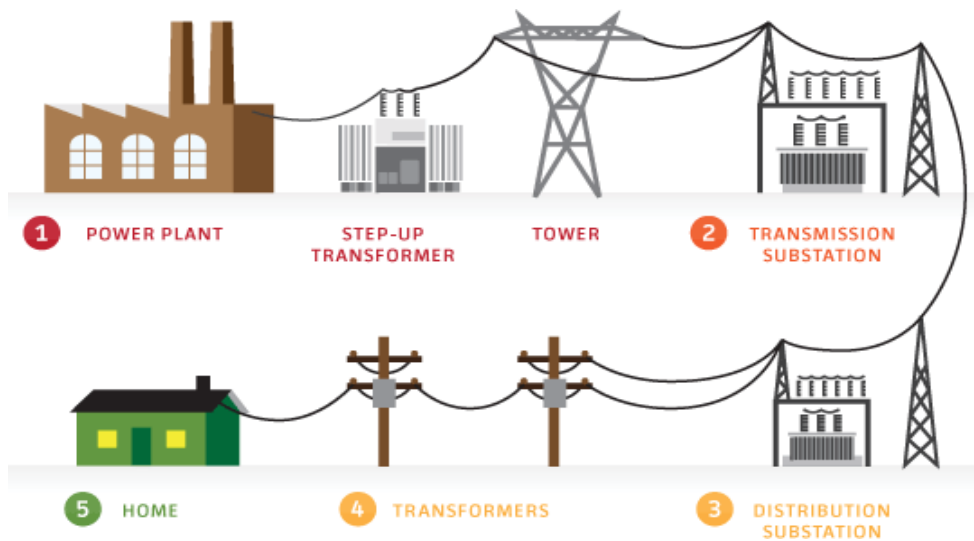 1 POWER PLANT
STEP-UP
TRANSFORMER
TOWER
2 TRANSMISSION
SUBSTATION
5 HOME
4 TRANSFORMERS
3 DISTRIBUTION
SUBSTATION